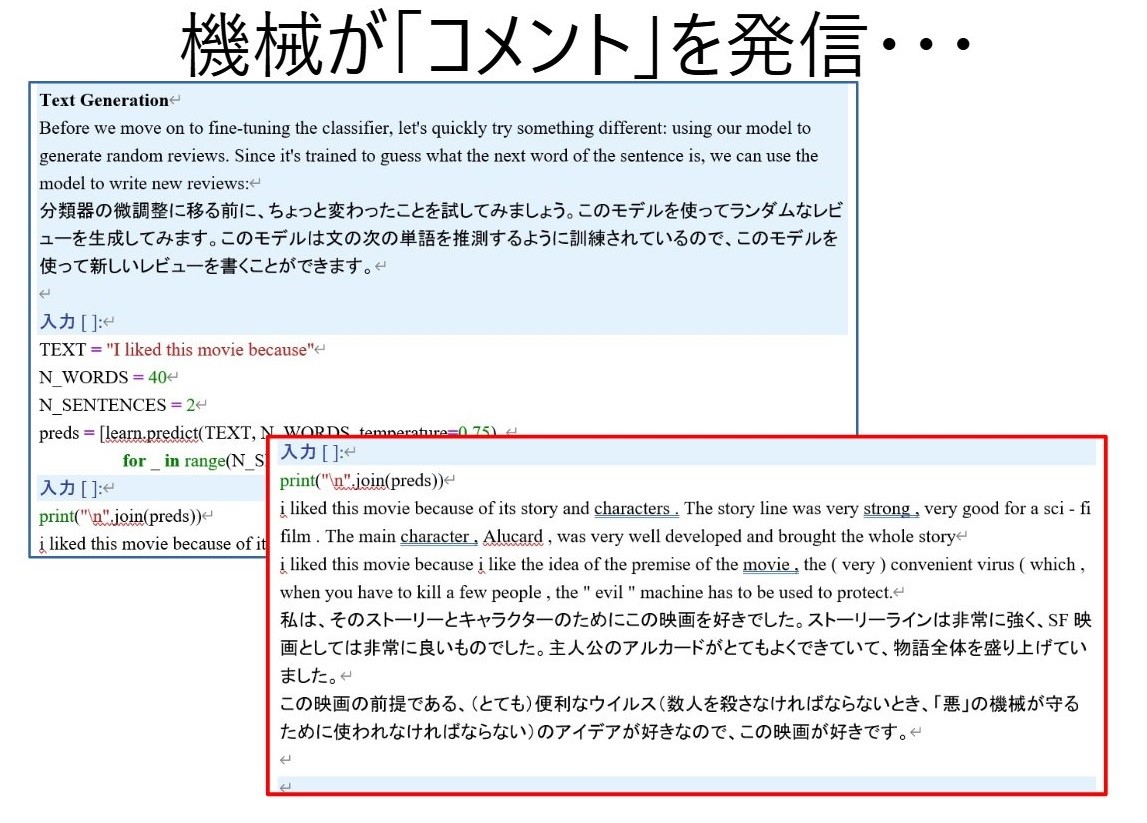 機械が「コメント」を発信・・・
Text Generation↵
Before we move on to fine-tuning the classifier, let's quickly try something different: using our model to
generate random reviews. Since it's trained to guess what the next word of the sentence is, we can use the
model to write new reviews:↵
分類器の微調整に移る前に、ちょっと変わったことを試してみましょう。このモデルを使ってランダムなレビ
ューを生成してみます。このモデルは文の次の単語を推測するように訓練されているので、このモデルを
使って新しいレビューを書くことができます。↵
↵
入力 [ ]:↵
TEXT = "I liked this movie because"↵
N_WORDS = 40↵
N_SENTENCES = 2↵
preds = [learn.predict(TEXT, N_WORDS, temperature=0.75) ↵
for _ in range(N_S
入力 [ ]:↵
print("\n".join(preds))↵
i liked this movie because of it
入力 [ ]:↵
print("\n".join(preds))↵
i liked this movie because of its story and characters . The story line was very strong , very good for a sci - fi
film . The main character , Alucard , was very well developed and brought the whole story↵
i liked this movie because i like the idea of the premise of the movie , the ( very ) convenient virus ( which ,
when you have to kill a few people , the " evil " machine has to be used to protect.↵
私は、そのストーリーとキャラクターのためにこの映画を好きでした。ストーリーラインは非常に強く、SF 映
画としては非常に良いものでした。主人公のアルカードがとてもよくできていて、物語全体を盛り上げてい
ました。↵
この映画の前提である、（とても）便利なウイルス（数人を殺さなければならないとき、「悪」の機械が守る
ために使われなければならない）のアイデアが好きなので、この映画が好きです。↵
↵
↵